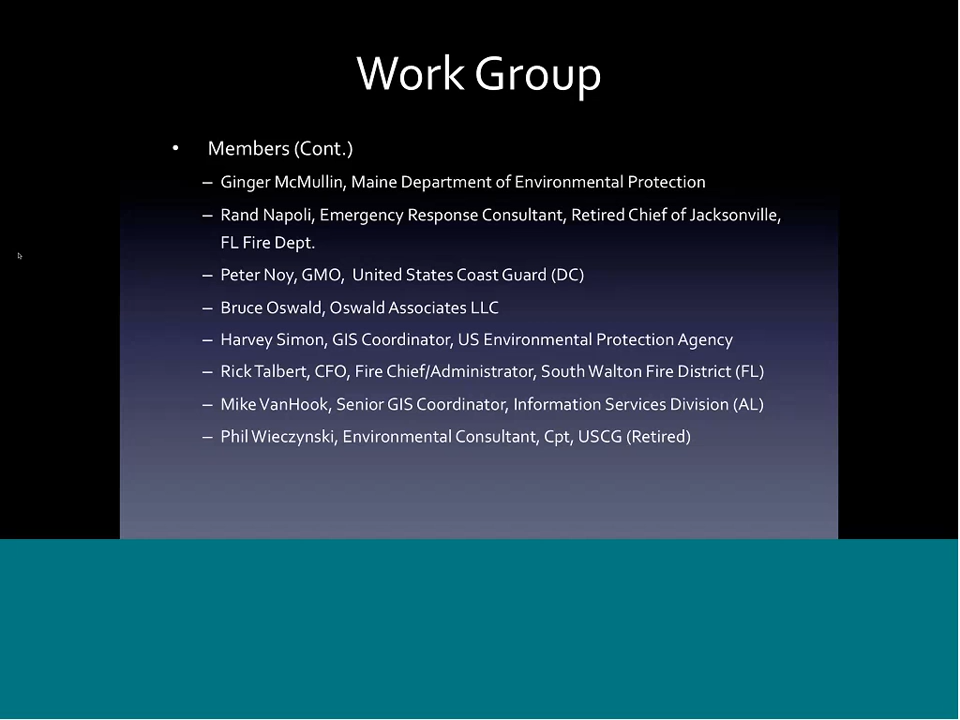 Work Group
• Members (Cont.)
– Ginger McMullin, Maine Department of Environmental Protection
– Rand Napoli, Emergency Response Consultant, Retired Chief of Jacksonville,
FL Fire Dept.
– Peter Noy, GMO, United States Coast Guard (DC)
– Bruce Oswald, Oswald Associates LLC
– Harvey Simon, GIS Coordinator, US Environmental Protection Agency
– Rick Talbert, CFO, Fire Chief/Administrator, South Walton Fire District (FL)
– Mike VanHook, Senior GIS Coordinator, Information Services Division (AL)
– Phil Wieczynski, Environmental Consultant, Cpt, USCG (Retired)